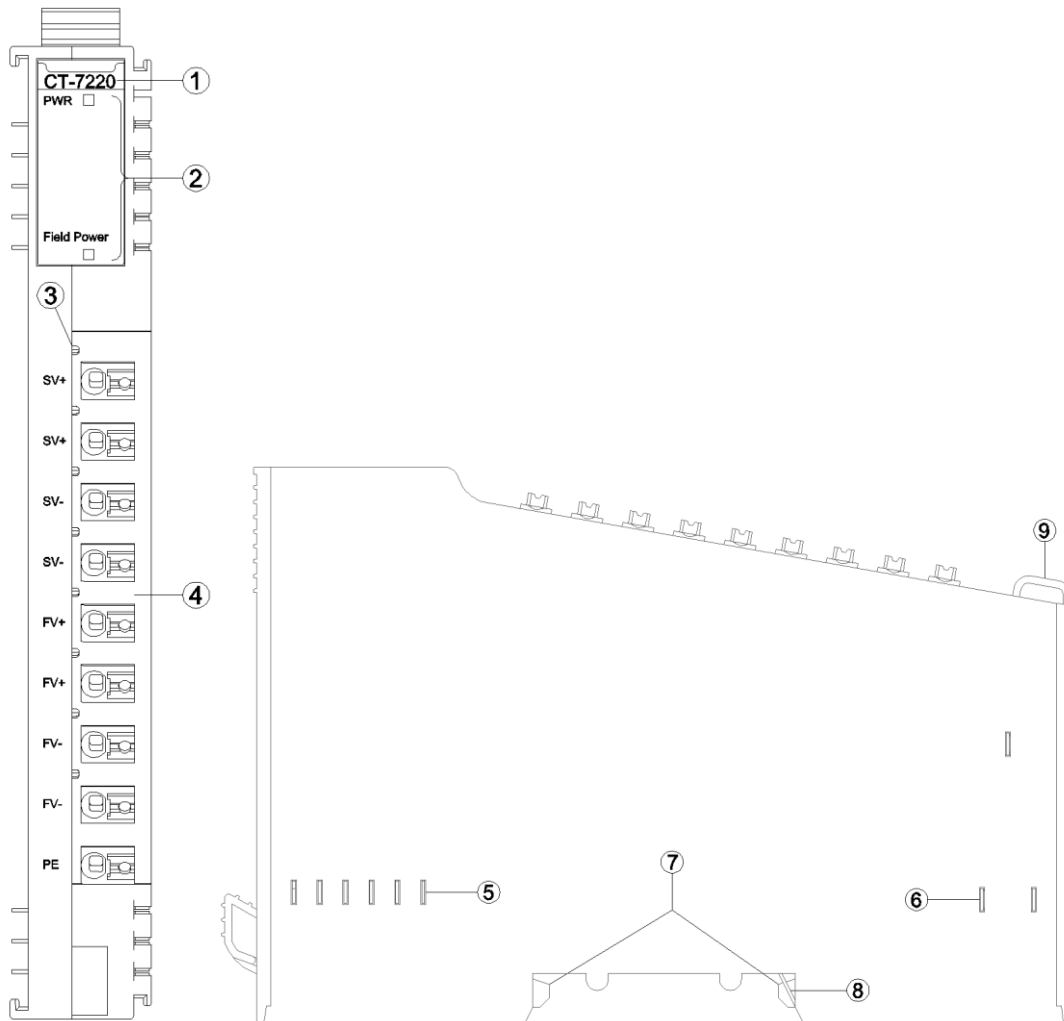 CT-7220 ①
PWR
②
Field Power
③
SV+
SV+
SV-
SV-
④
FV+
FV+
FV-
FV-
PE
⑨
⑦
⑤
⑥
⑧